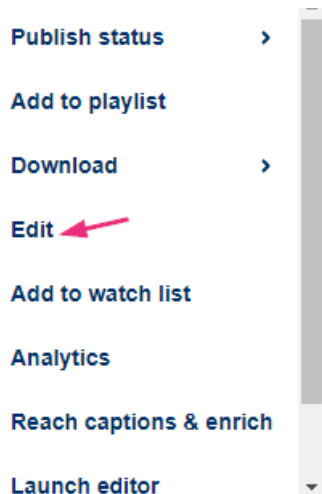 Publish status
Add to playlist
Download
Edit
Add to watch list
Analytics
Reach captions & enrich
Launch editor